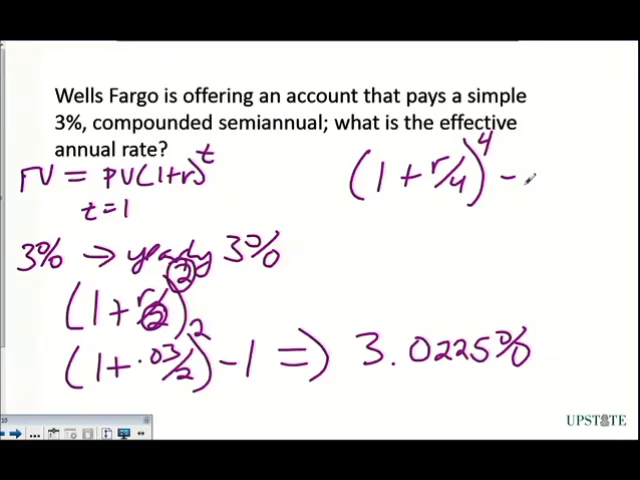 Wells Fargo is offering an account that pays a simple
3%, compounded semiannual; what is the effective
annual rate?
FV = PV(1+r)^t
t=1
(1 + r/4)^4 -
3% → yearly 3%
(1 + r/2)^2
(1 + .03/2)^2 - 1 ⇒ 3.0225%
10
UPSTATE